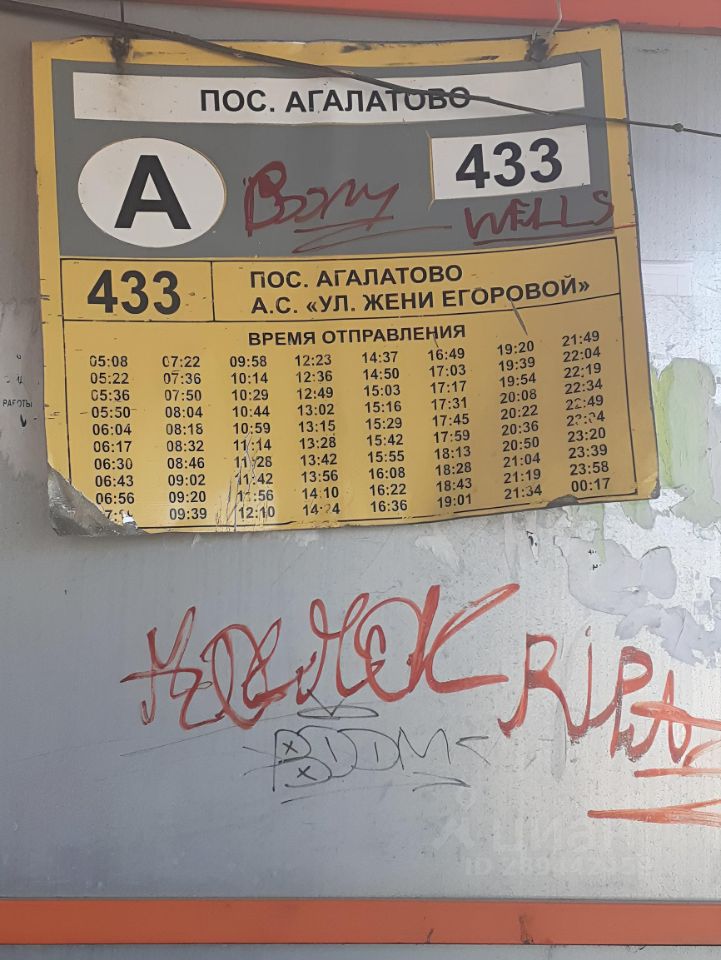 ПОС. АГАЛАТОВО
А 433
Boomy WELLS
433 ПОС. АГАЛАТОВО
А.С. «УЛ. ЖЕНИ ЕГОРОВОЙ»
ВРЕМЯ ОТПРАВЛЕНИЯ
05:08 07:22 09:58 12:23 14:37 16:49 19:20 21:49
05:22 07:36 10:14 12:36 14:50 17:03 19:39 22:04
05:36 07:50 10:29 12:49 15:03 17:17 19:54 22:19
05:50 08:04 10:44 13:02 15:16 17:31 20:08 22:34
06:04 08:18 10:59 13:15 15:29 17:45 20:22 22:49
06:17 08:32 11:14 13:28 15:42 17:59 20:36
06:30 08:46 11:28 13:42 15:55 18:13 20:50 23:20
06:43 09:02 11:42 13:56 16:08 18:28 21:04 23:39
06:56 09:20 11:56 14:10 16:22 18:43 21:19 23:58
09:39 12:10 14:24 16:36 19:01 21:34 00:17
РАБОТЫ
RIPA
BOOM
циан